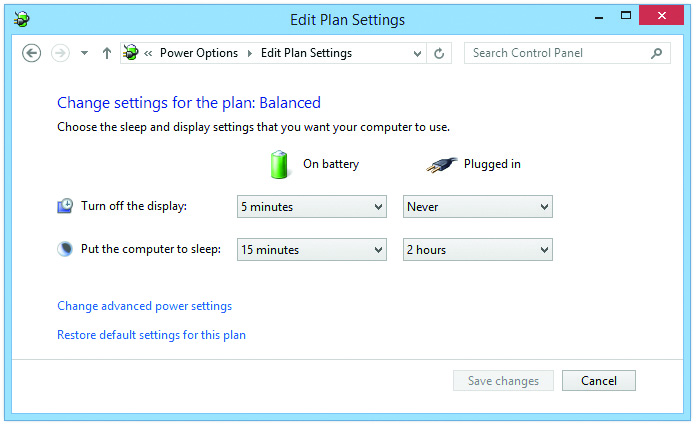 Edit Plan Settings
« Power Options Edit Plan Settings Search Control Panel
Change settings for the plan: Balanced
Choose the sleep and display settings that you want your computer to use.
On battery Plugged in
Turn off the display: 5 minutes Never
Put the computer to sleep: 15 minutes 2 hours
Change advanced power settings
Restore default settings for this plan
Save changes Cancel